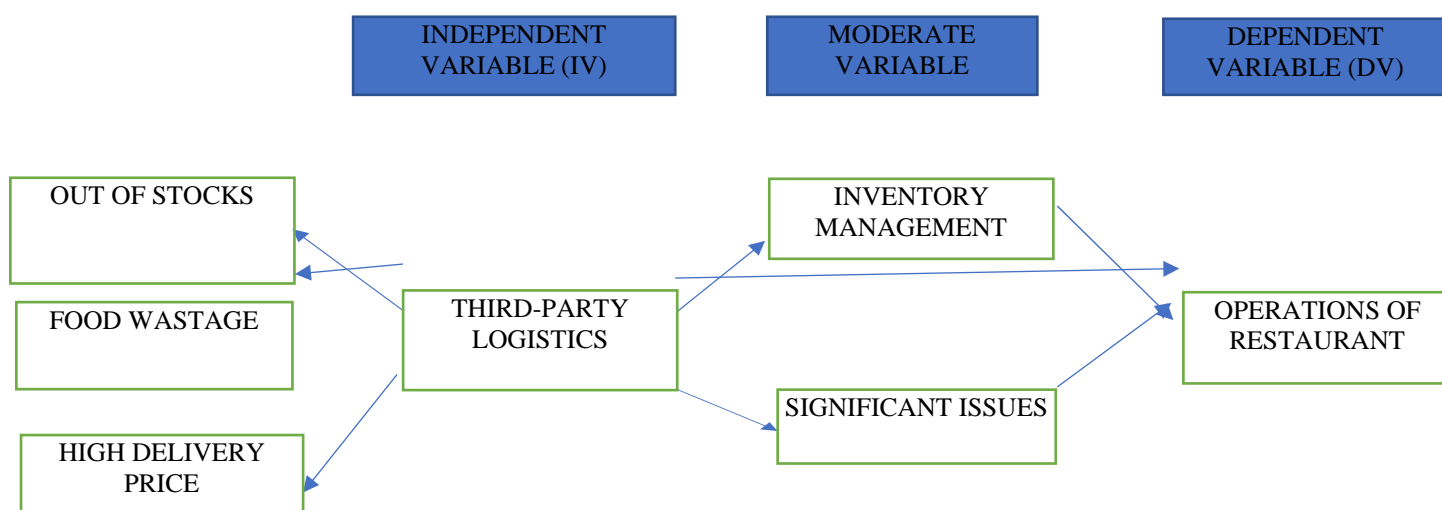 INDEPENDENT
VARIABLE (IV)
MODERATE
VARIABLE
DEPENDENT
VARIABLE (DV)
OUT OF STOCKS
INVENTORY
MANAGEMENT
FOOD WASTAGE
THIRD-PARTY
LOGISTICS
OPERATIONS OF
RESTAURANT
SIGNIFICANT ISSUES
HIGH DELIVERY
PRICE